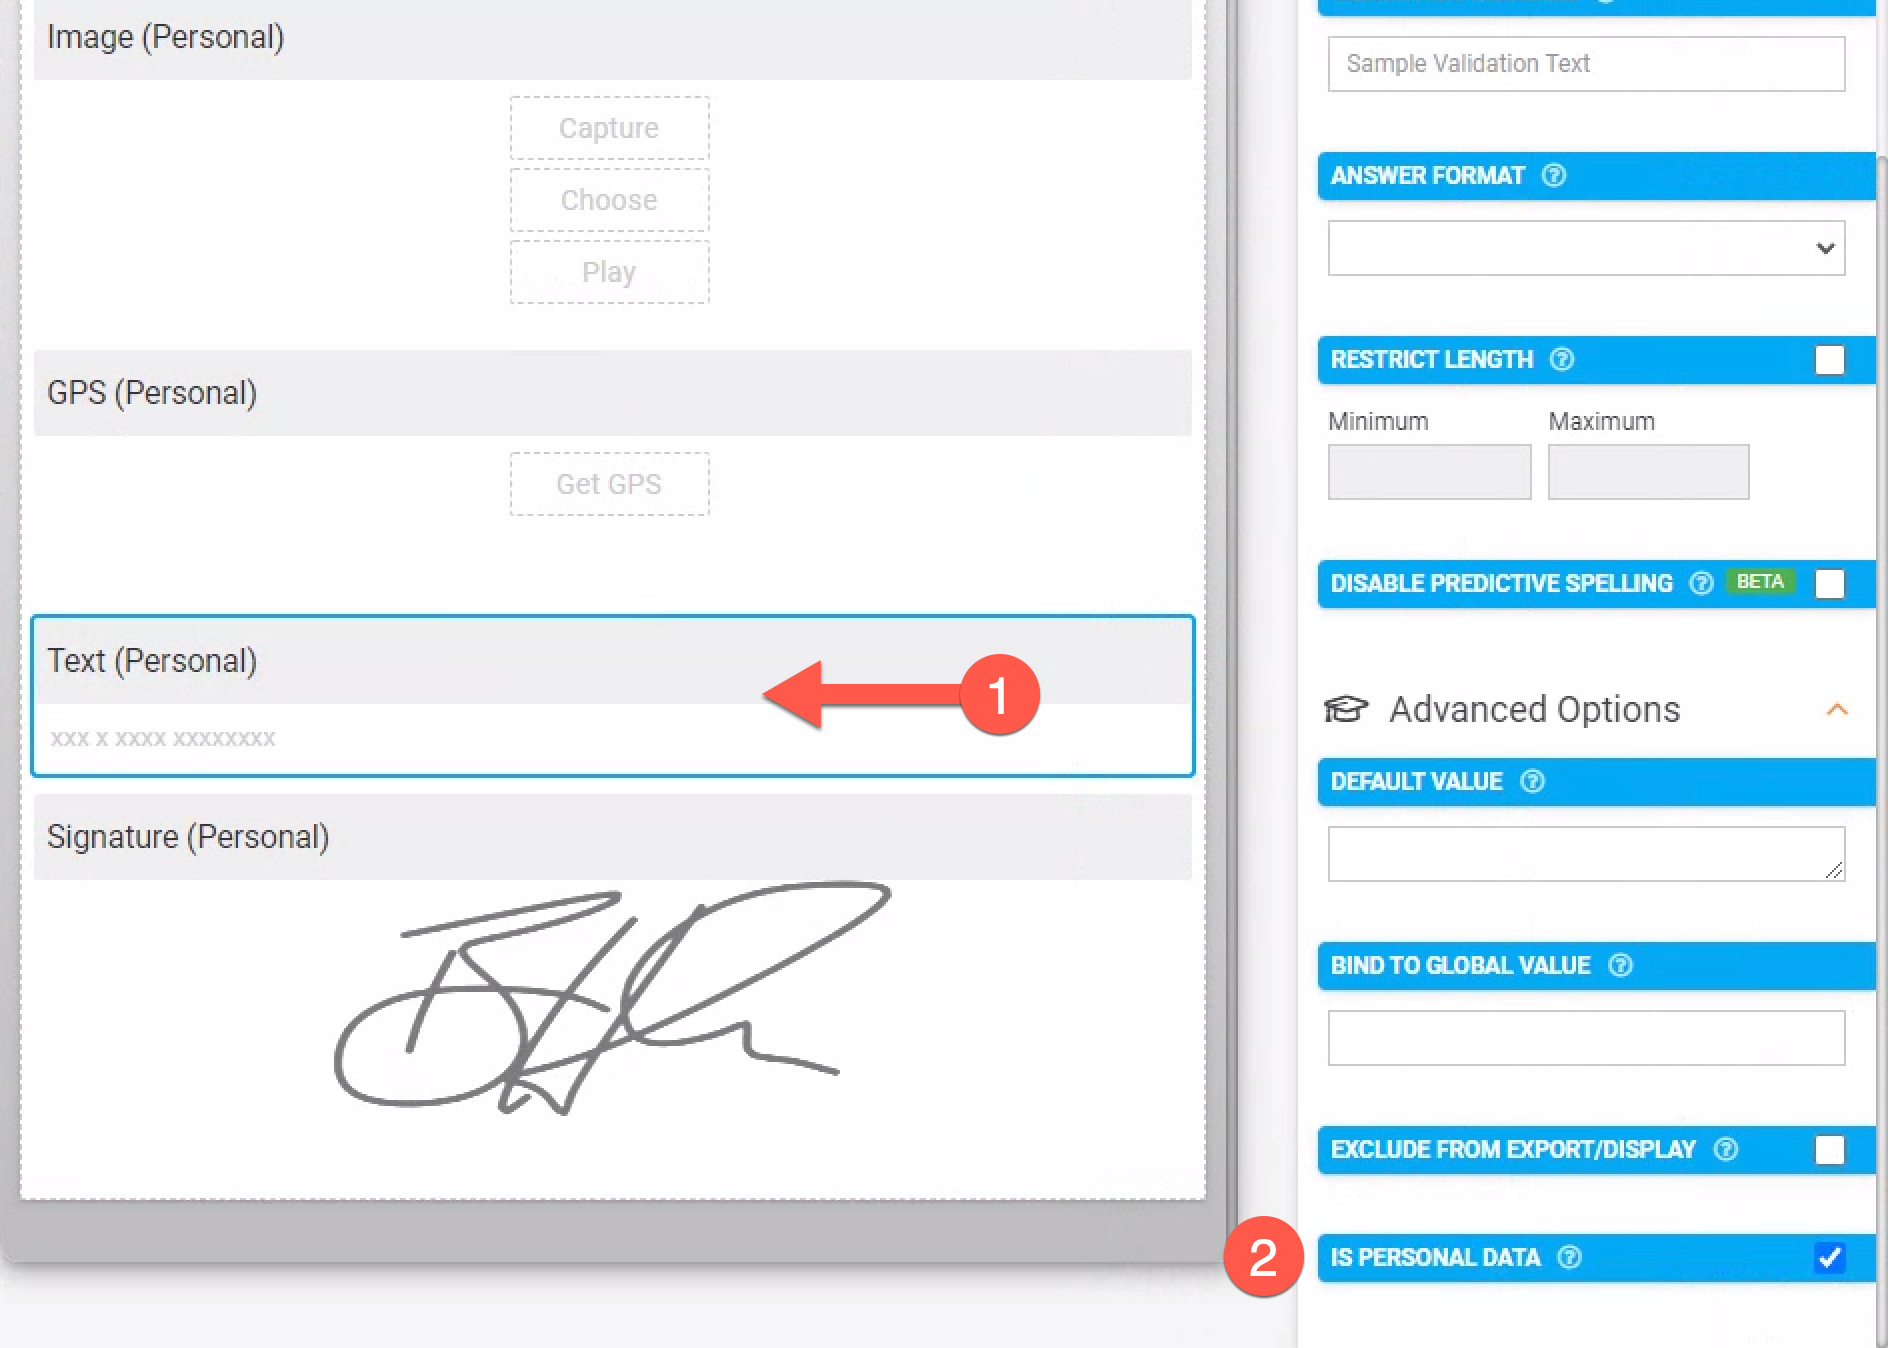 Image (Personal)
Capture
Choose
Play
GPS (Personal)
Get GPS
Text (Personal)
1
xxx x xxxx xxxxxxxx
Signature (Personal)
Sample Validation Text
ANSWER FORMAT
RESTRICT LENGTH
Minimum Maximum
DISABLE PREDICTIVE SPELLING BETA
Advanced Options
DEFAULT VALUE
BIND TO GLOBAL VALUE
EXCLUDE FROM EXPORT/DISPLAY
2 IS PERSONAL DATA